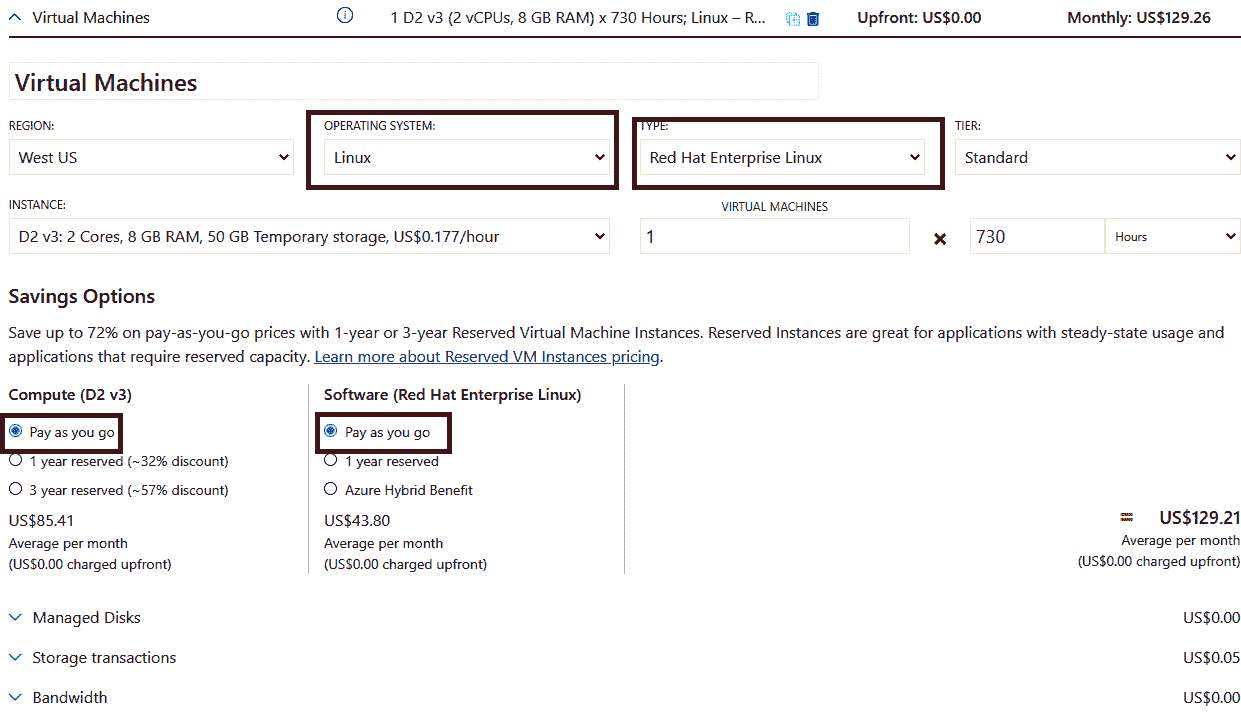 Virtual Machines
1 D2 v3 (2 vCPUs, 8 GB RAM) x 730 Hours; Linux – R...
Upfront: US$0.00
Monthly: US$129.26
Virtual Machines
REGION:
OPERATING SYSTEM:
TYPE:
TIER:
West US
Linux
Red Hat Enterprise Linux
Standard
INSTANCE:
VIRTUAL MACHINES
D2 v3: 2 Cores, 8 GB RAM, 50 GB Temporary storage, US$0.177/hour
1
730
Hours
Savings Options
Save up to 72% on pay-as-you-go prices with 1-year or 3-year Reserved Virtual Machine Instances. Reserved Instances are great for applications with steady-state usage and
applications that require reserved capacity. Learn more about Reserved VM Instances pricing.
Compute (D2 v3)
Pay as you go
1 year reserved (~32% discount)
3 year reserved (~57% discount)
US$85.41
Average per month
(US$0.00 charged upfront)
Software (Red Hat Enterprise Linux)
Pay as you go
1 year reserved
Azure Hybrid Benefit
US$43.80
Average per month
(US$0.00 charged upfront)
= US$129.21
Average per month
(US$0.00 charged upfront)
Managed Disks
US$0.00
Storage transactions
US$0.05
Bandwidth
US$0.00